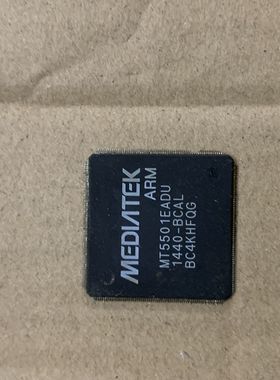 MEDIATEK
ARM
MT5501EADU
1440-BCAL
BC4KHFQG